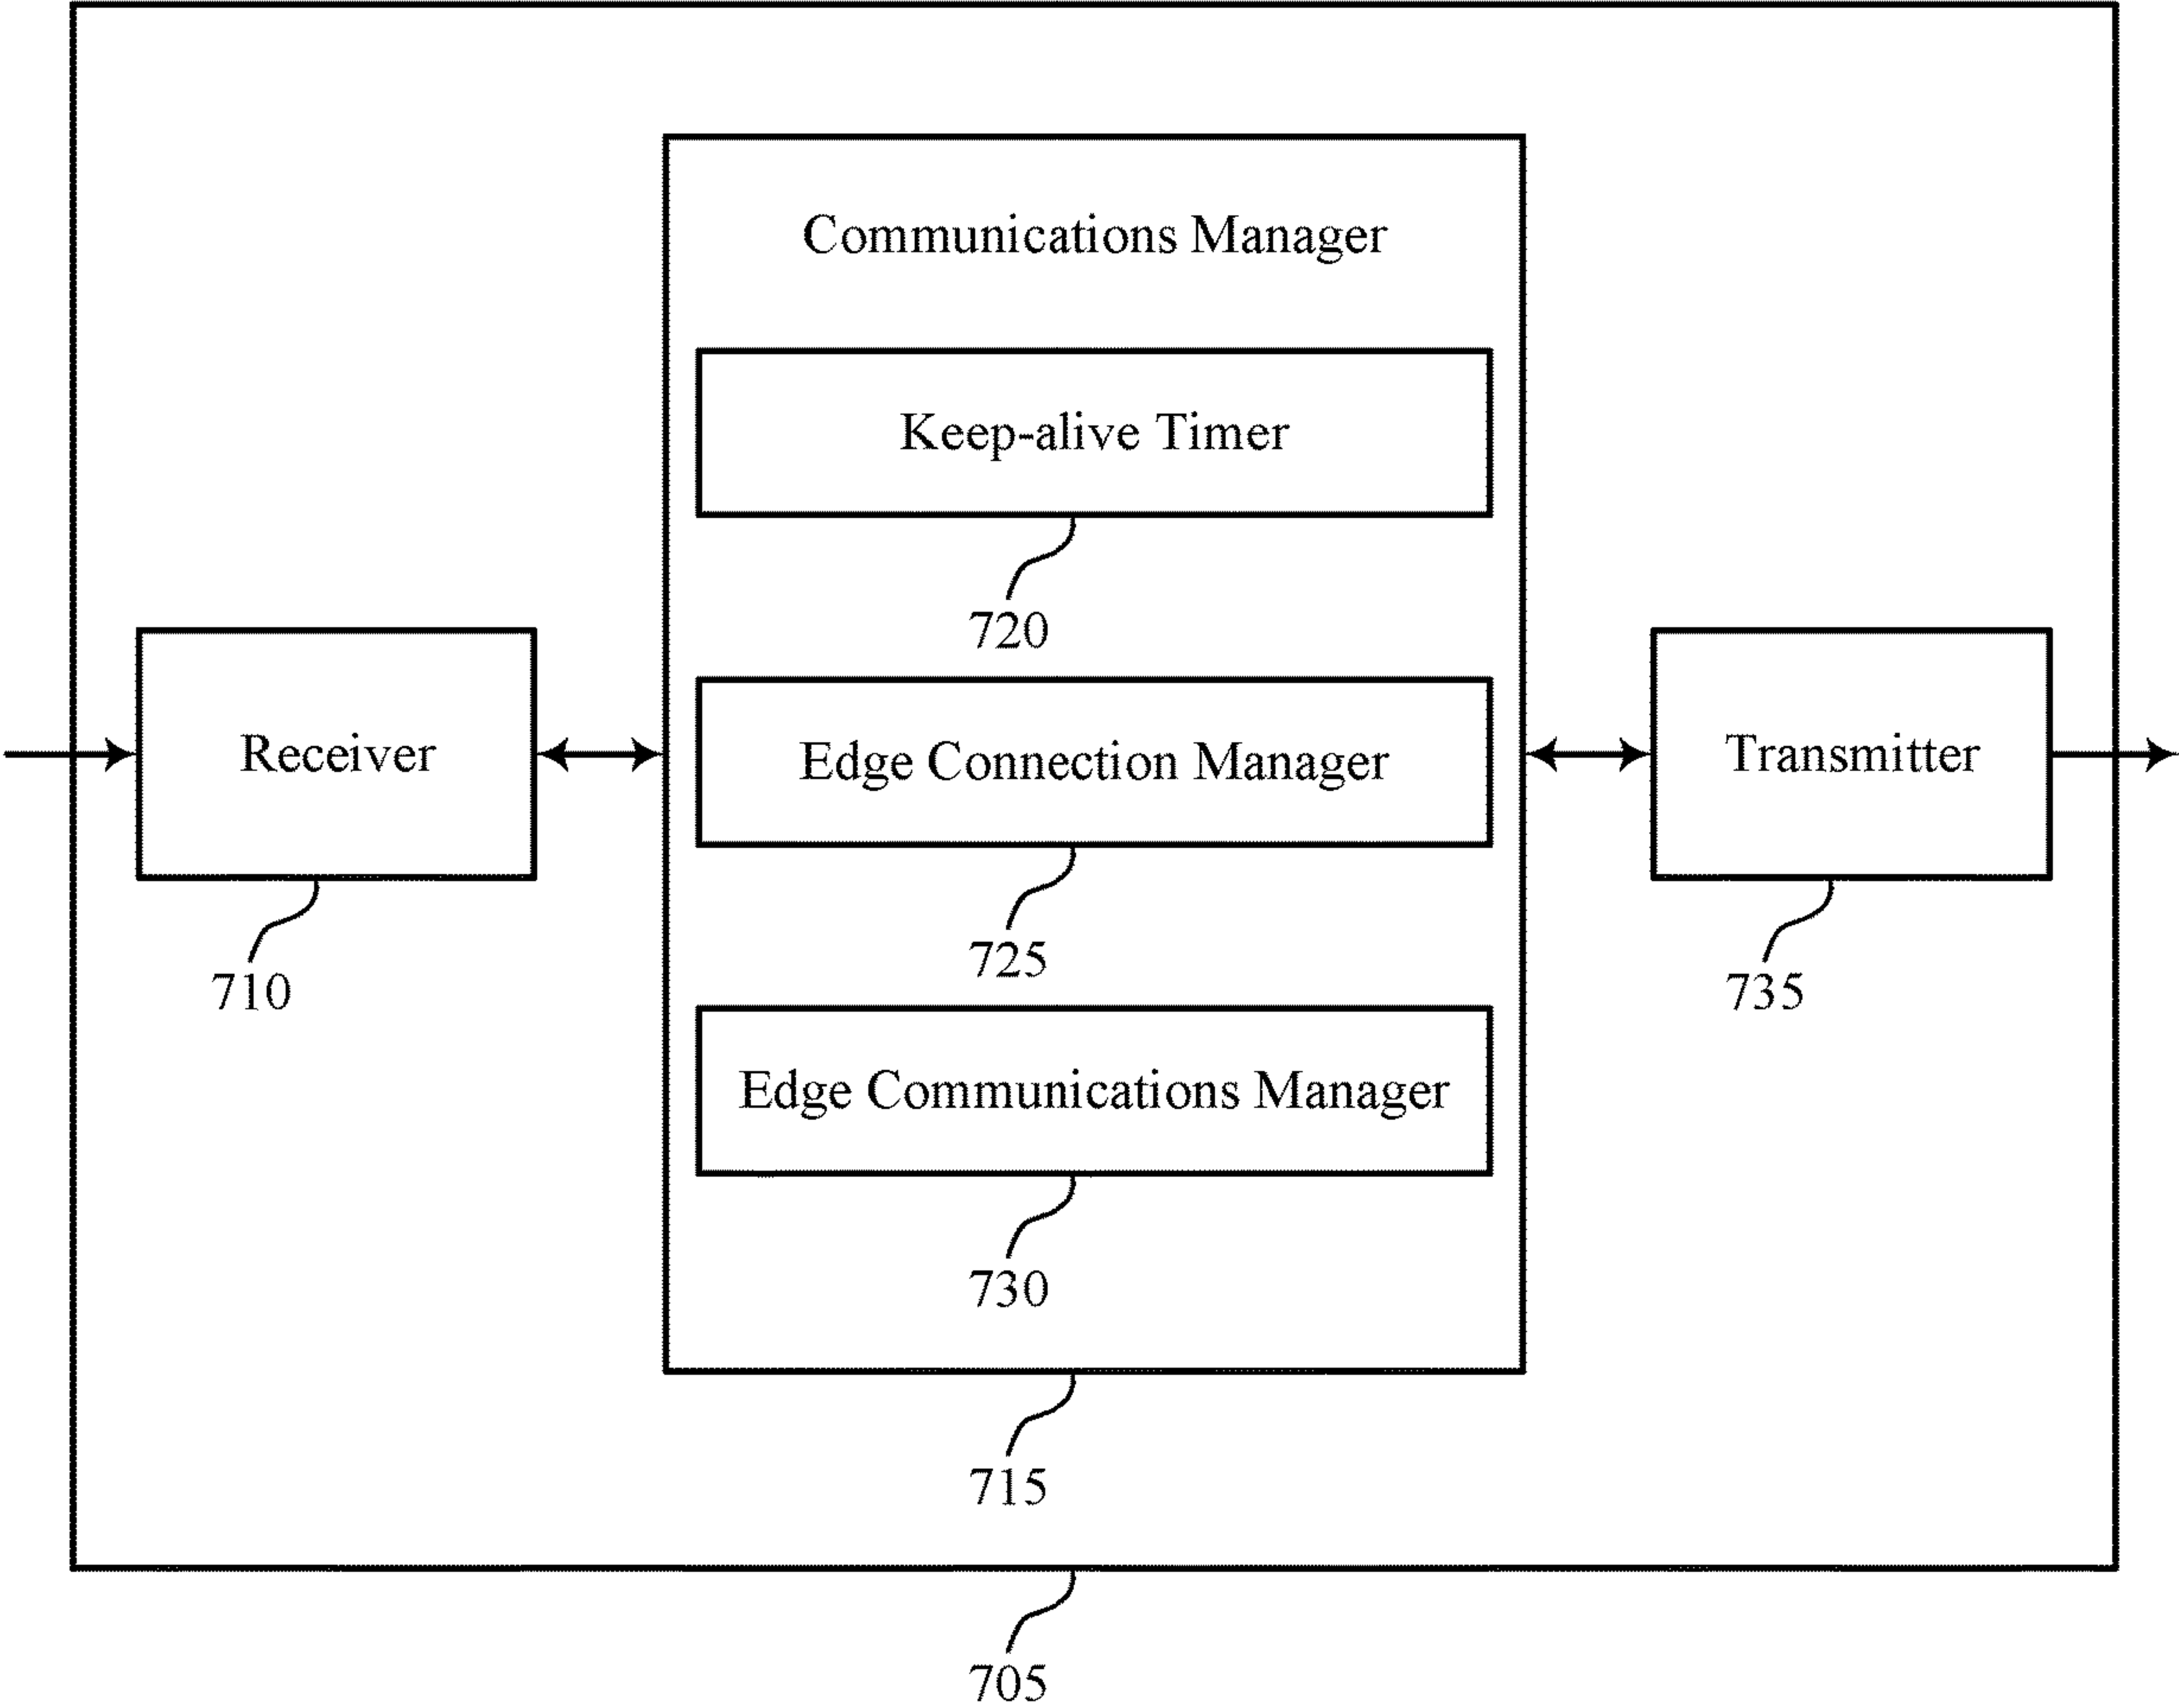 Communications Manager
Keep-alive Timer
720
Receiver
710
Edge Connection Manager
725
Transmitter
735
Edge Communications Manager
730
715
705